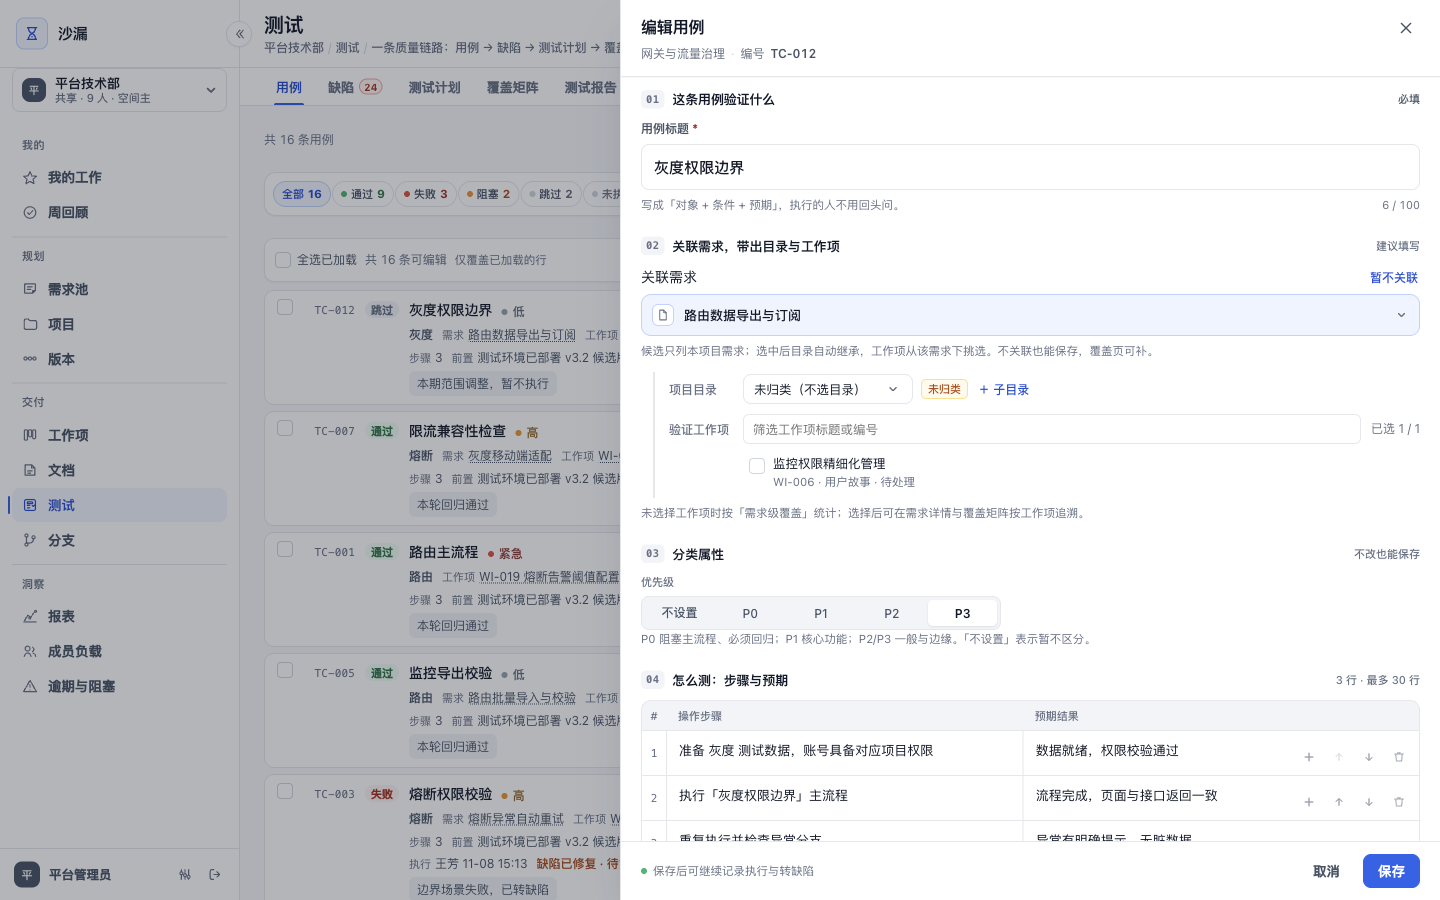 沙漏
平
平台技术部
共享 · 9 人 · 空间主
我的
我的工作
周回顾
规划
需求池
项目
版本
交付
工作项
文档
测试
分支
洞察
报表
成员负载
逾期与阻塞
平
平台管理员
测试
平台技术部 / 测试 / 一条质量链路：用例 → 缺陷 → 测试计划 → 覆
用例
缺陷 24
测试计划
覆盖矩阵
测试报告
共 16 条用例
全部 16
通过 9
失败 3
阻塞 2
跳过 2
未执
全选已加载 共 16 条可编辑 仅覆盖已加载的行
TC-012 跳过 灰度权限边界 低
灰度 需求 路由数据导出与订阅 工作项
步骤 3 前置 测试环境已部署 v3.2 候选
本期范围调整，暂不执行
TC-007 通过 限流兼容性检查 高
熔断 需求 灰度移动端适配 工作项 WI-
步骤 3 前置 测试环境已部署 v3.2 候选
本轮回归通过
TC-001 通过 路由主流程 紧急
路由 工作项 WI-019 熔断告警阈值配置
步骤 3 前置 测试环境已部署 v3.2 候选
本轮回归通过
TC-005 通过 监控导出校验 低
路由 需求 路由批量导入与校验 工作项
步骤 3 前置 测试环境已部署 v3.2 候选
本轮回归通过
TC-003 失败 熔断权限校验 高
熔断 需求 熔断异常自动重试 工作项 W
步骤 3 前置 测试环境已部署 v3.2 候选
执行 王芳 11-08 15:13 缺陷已修复 · 待
边界场景失败，已转缺陷
编辑用例
网关与流量治理 · 编号 TC-012
01 这条用例验证什么 必填
用例标题 *
灰度权限边界
写成「对象 + 条件 + 预期」，执行的人不用回头问。 6 / 100
02 关联需求，带出目录与工作项 建议填写
关联需求 暂不关联
路由数据导出与订阅
候选只列本项目需求；选中后目录自动继承，工作项从该需求下挑选。不关联也能保存，覆盖页可补。
项目目录 未归类（不选目录） 未归类 + 子目录
验证工作项 筛选工作项标题或编号 已选 1 / 1
监控权限精细化管理
WI-006 · 用户故事 · 待处理
未选择工作项时按「需求级覆盖」统计；选择后可在需求详情与覆盖矩阵按工作项追溯。
03 分类属性 不改也能保存
优先级
不设置 P0 P1 P2 P3
P0 阻塞主流程、必须回归；P1 核心功能；P2/P3 一般与边缘。「不设置」表示暂不区分。
04 怎么测：步骤与预期 3 行 · 最多 30 行
# 操作步骤 预期结果
1 准备 灰度 测试数据，账号具备对应项目权限 数据就绪，权限校验通过
2 执行「灰度权限边界」主流程 流程完成，页面与接口返回一致
3 重复执行并检查异常分支 异常有明确提示，无脏数据
保存后可继续记录执行与转缺陷
取消
保存